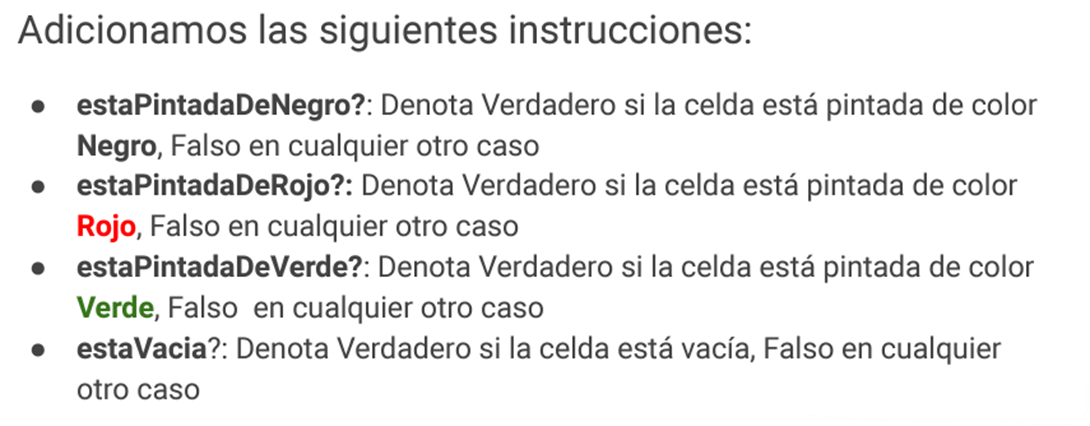 Adicionamos las siguientes instrucciones:
● estaPintadaDeNegro?: Denota Verdadero si la celda está pintada de color
Negro, Falso en cualquier otro caso
● estaPintadaDeRojo?: Denota Verdadero si la celda está pintada de color
Rojo, Falso en cualquier otro caso
● estaPintadaDeVerde?: Denota Verdadero si la celda está pintada de color
Verde, Falso  en cualquier otro caso
● estaVacia?: Denota Verdadero si la celda está vacía, Falso en cualquier
otro caso